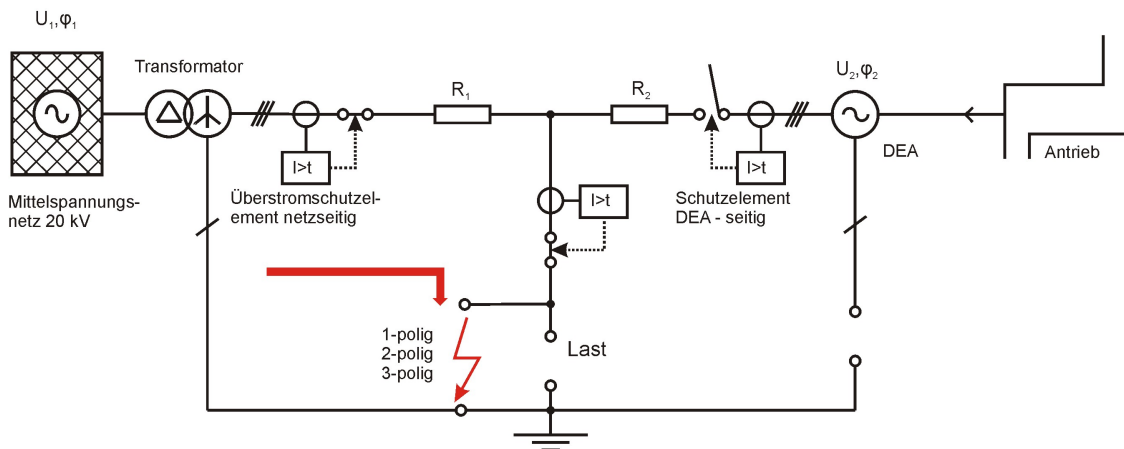 U₁,φ₁
Transformator
R₁
R₂
U₂,φ₂
I>t
I>t
I>t
DEA
Antrieb
Mittelspannungs-
netz 20 kV
Überstromschutzel-
ement netzseitig
Schutzelement
DEA - seitig
1-polig
2-polig
3-polig
Last